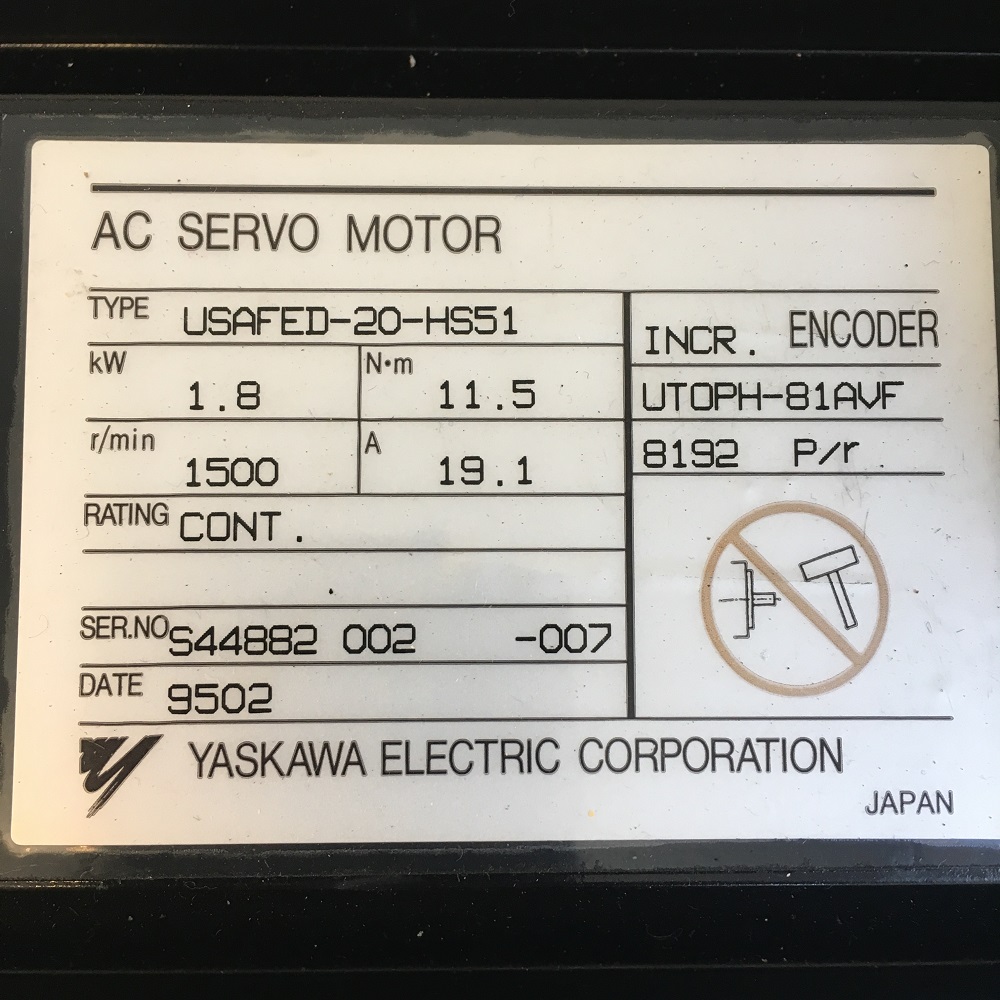 AC SERVO MOTOR
TYPE USAFED-20-HS51
INCR. ENCODER
kW 1.8 N·m 11.5
UTOPH-81AVF
r/min 1500 A 19.1
8192 P/r
RATING CONT.
SER.NO S44882 002 -007
DATE 9502
YASKAWA ELECTRIC CORPORATION
JAPAN